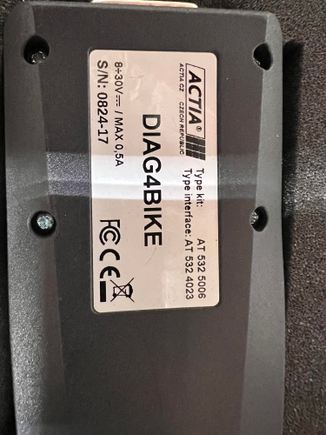 ACTIA®
ACTIA CZ CZECH REPUBLIC
Type kit: AT 532 5006
Type interface: AT 532 4023
DIAG4BIKE
8÷30V⎓ / MAX 0,5A
S/N: 0824-17
FC CE